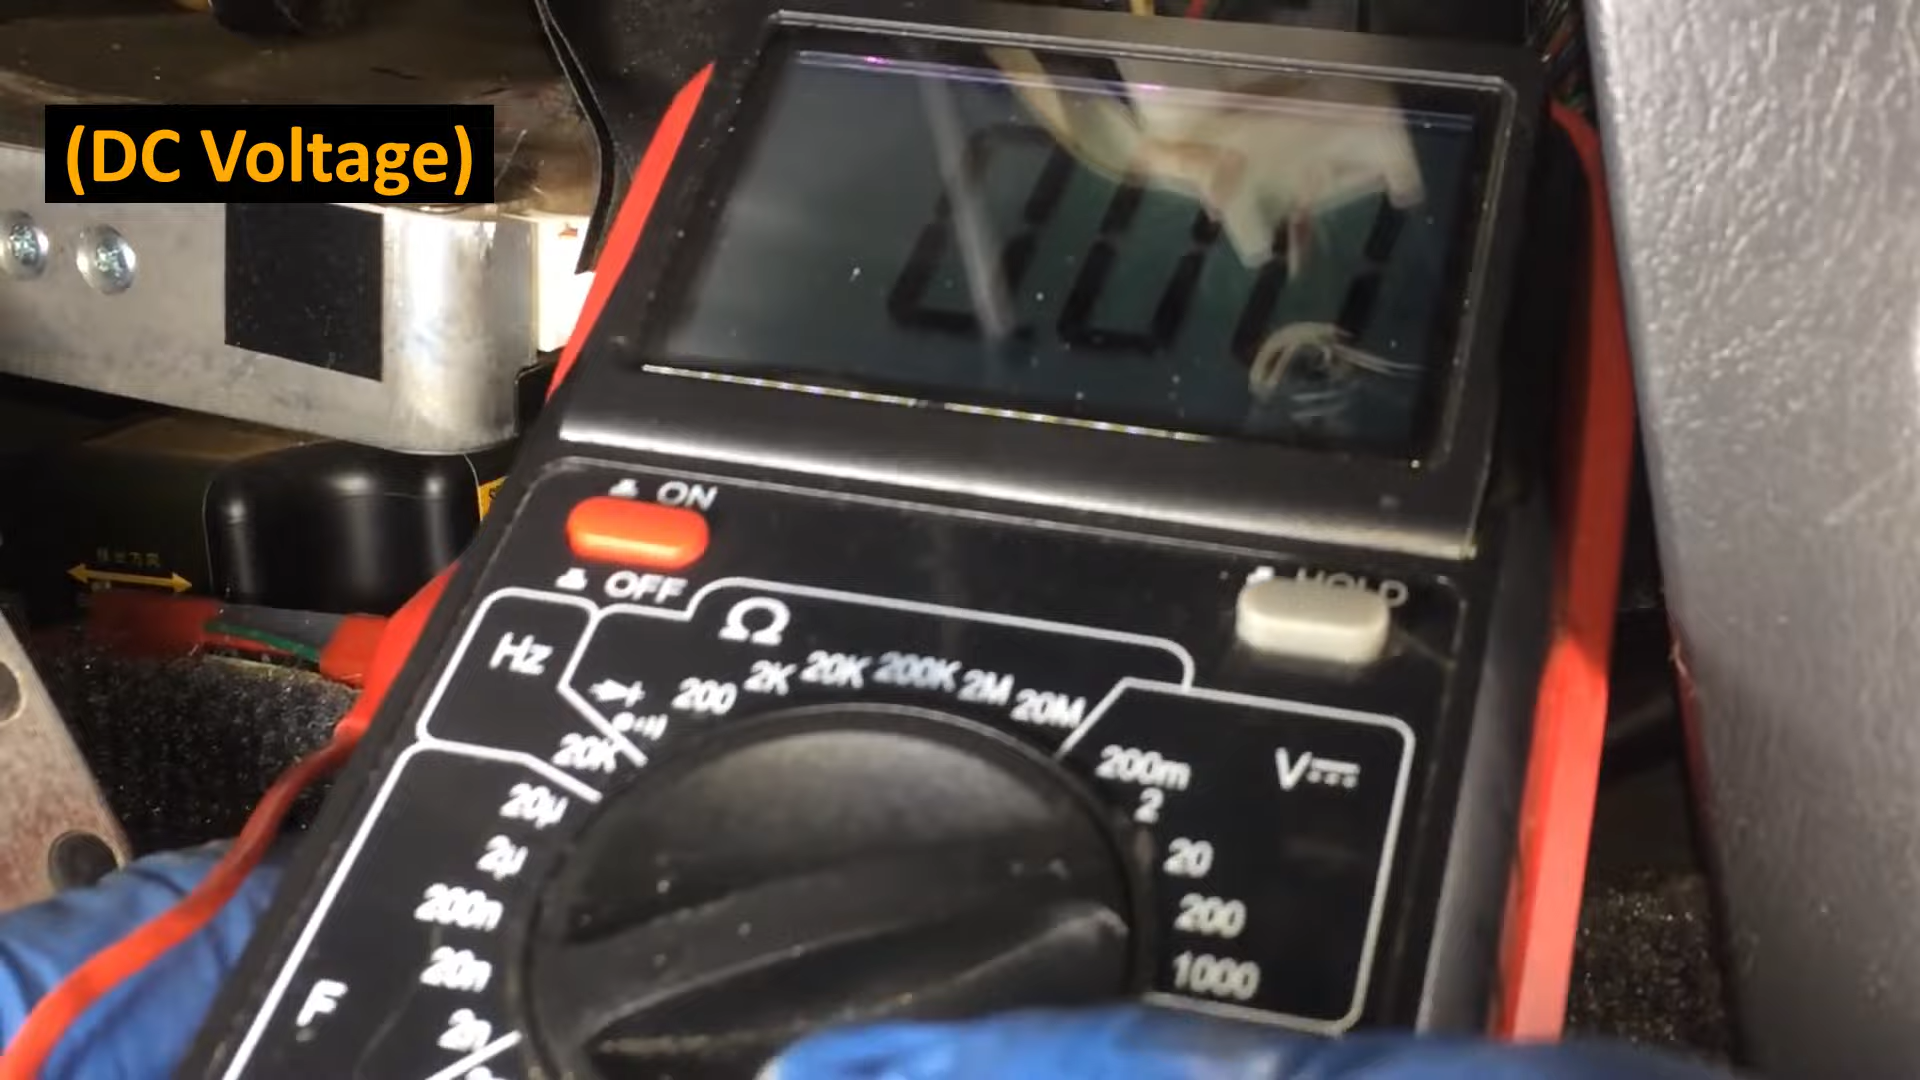 (DC Voltage)
ON
OFF
HOLD
Hz
Ω
200 2K 20K 200K 2M 20M
20K
20µ
2µ
200n
20n
2n
F
200m
2
20
200
1000
V